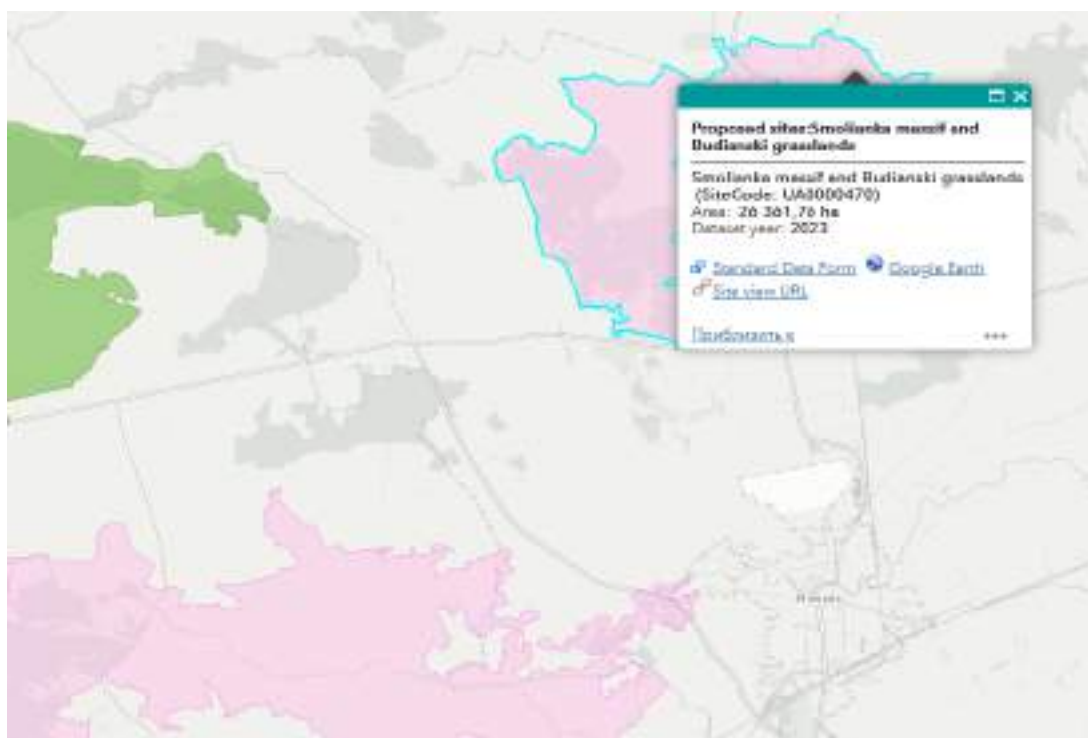 Proposed sites:Smolianka massif and
Budianski grasslands
Smolianka massif and Budianski grasslands
(SiteCode: UA0000470)
Area: 26 361,76 ha
Dataset year: 2023
Standard Data Form Google Earth
Site view URL
Приблизить к